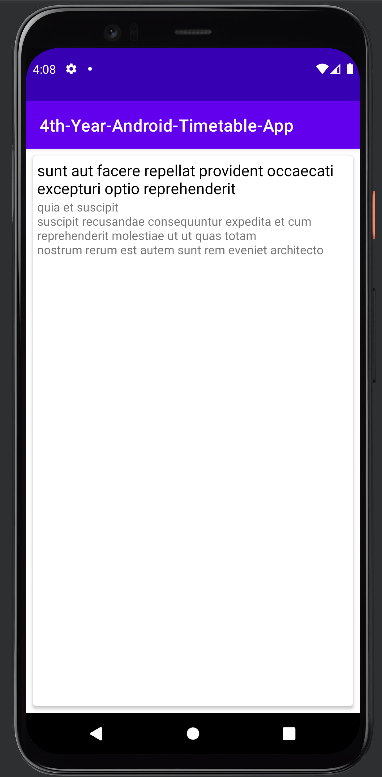 4:08
4th-Year-Android-Timetable-App
sunt aut facere repellat provident occaecati
excepturi optio reprehenderit
quia et suscipit
suscipit recusandae consequuntur expedita et cum
reprehenderit molestiae ut ut quas totam
nostrum rerum est autem sunt rem eveniet architecto